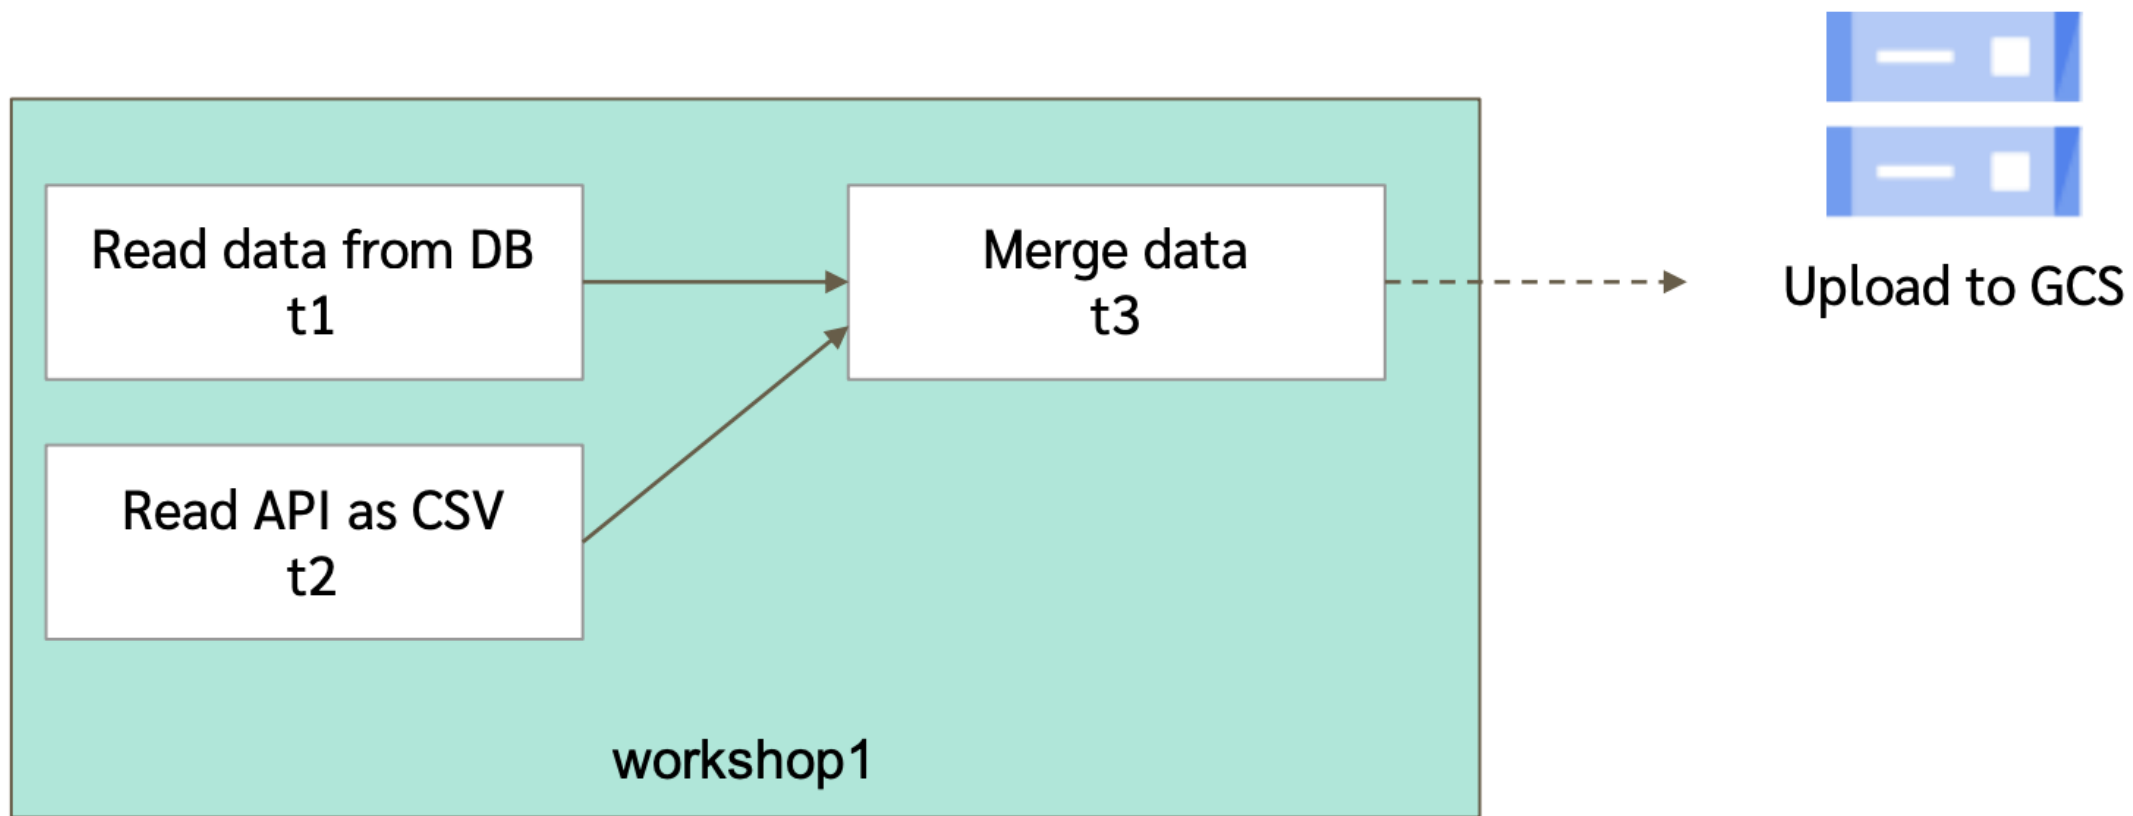 Read data from DB
t1
Merge data
t3
Upload to GCS
Read API as CSV
t2
workshop1